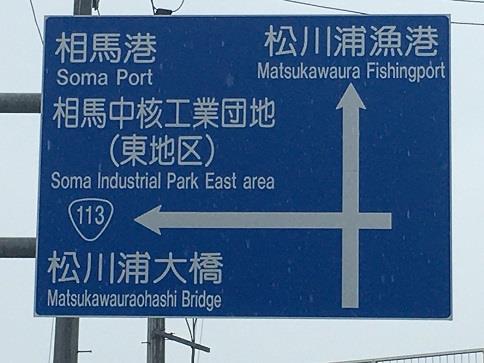 相馬港
Soma Port
相馬中核工業団地
(東地区)
Soma Industrial Park East area
113
松川浦大橋
Matsukawauraohashi Bridge
松川浦漁港
Matsukawaura Fishingport